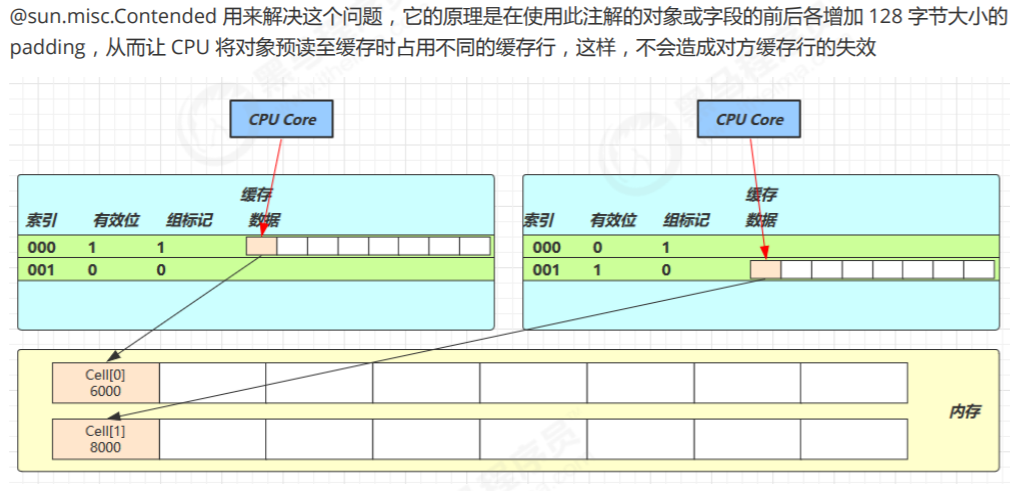 @sun.misc.Contended 用来解决这个问题，它的原理是在使用此注解的对象或字段的前后各增加 128 字节大小的
padding，从而让 CPU 将对象预读至缓存时占用不同的缓存行，这样，不会造成对方缓存行的失效
CPU Core CPU Core
缓存 缓存
索引 有效位 组标记 数据 索引 有效位 组标记 数据
000 1 1 000 0 1
001 0 0 001 1 0
Cell[0]
6000
内存
Cell[1]
8000
黑马程序员